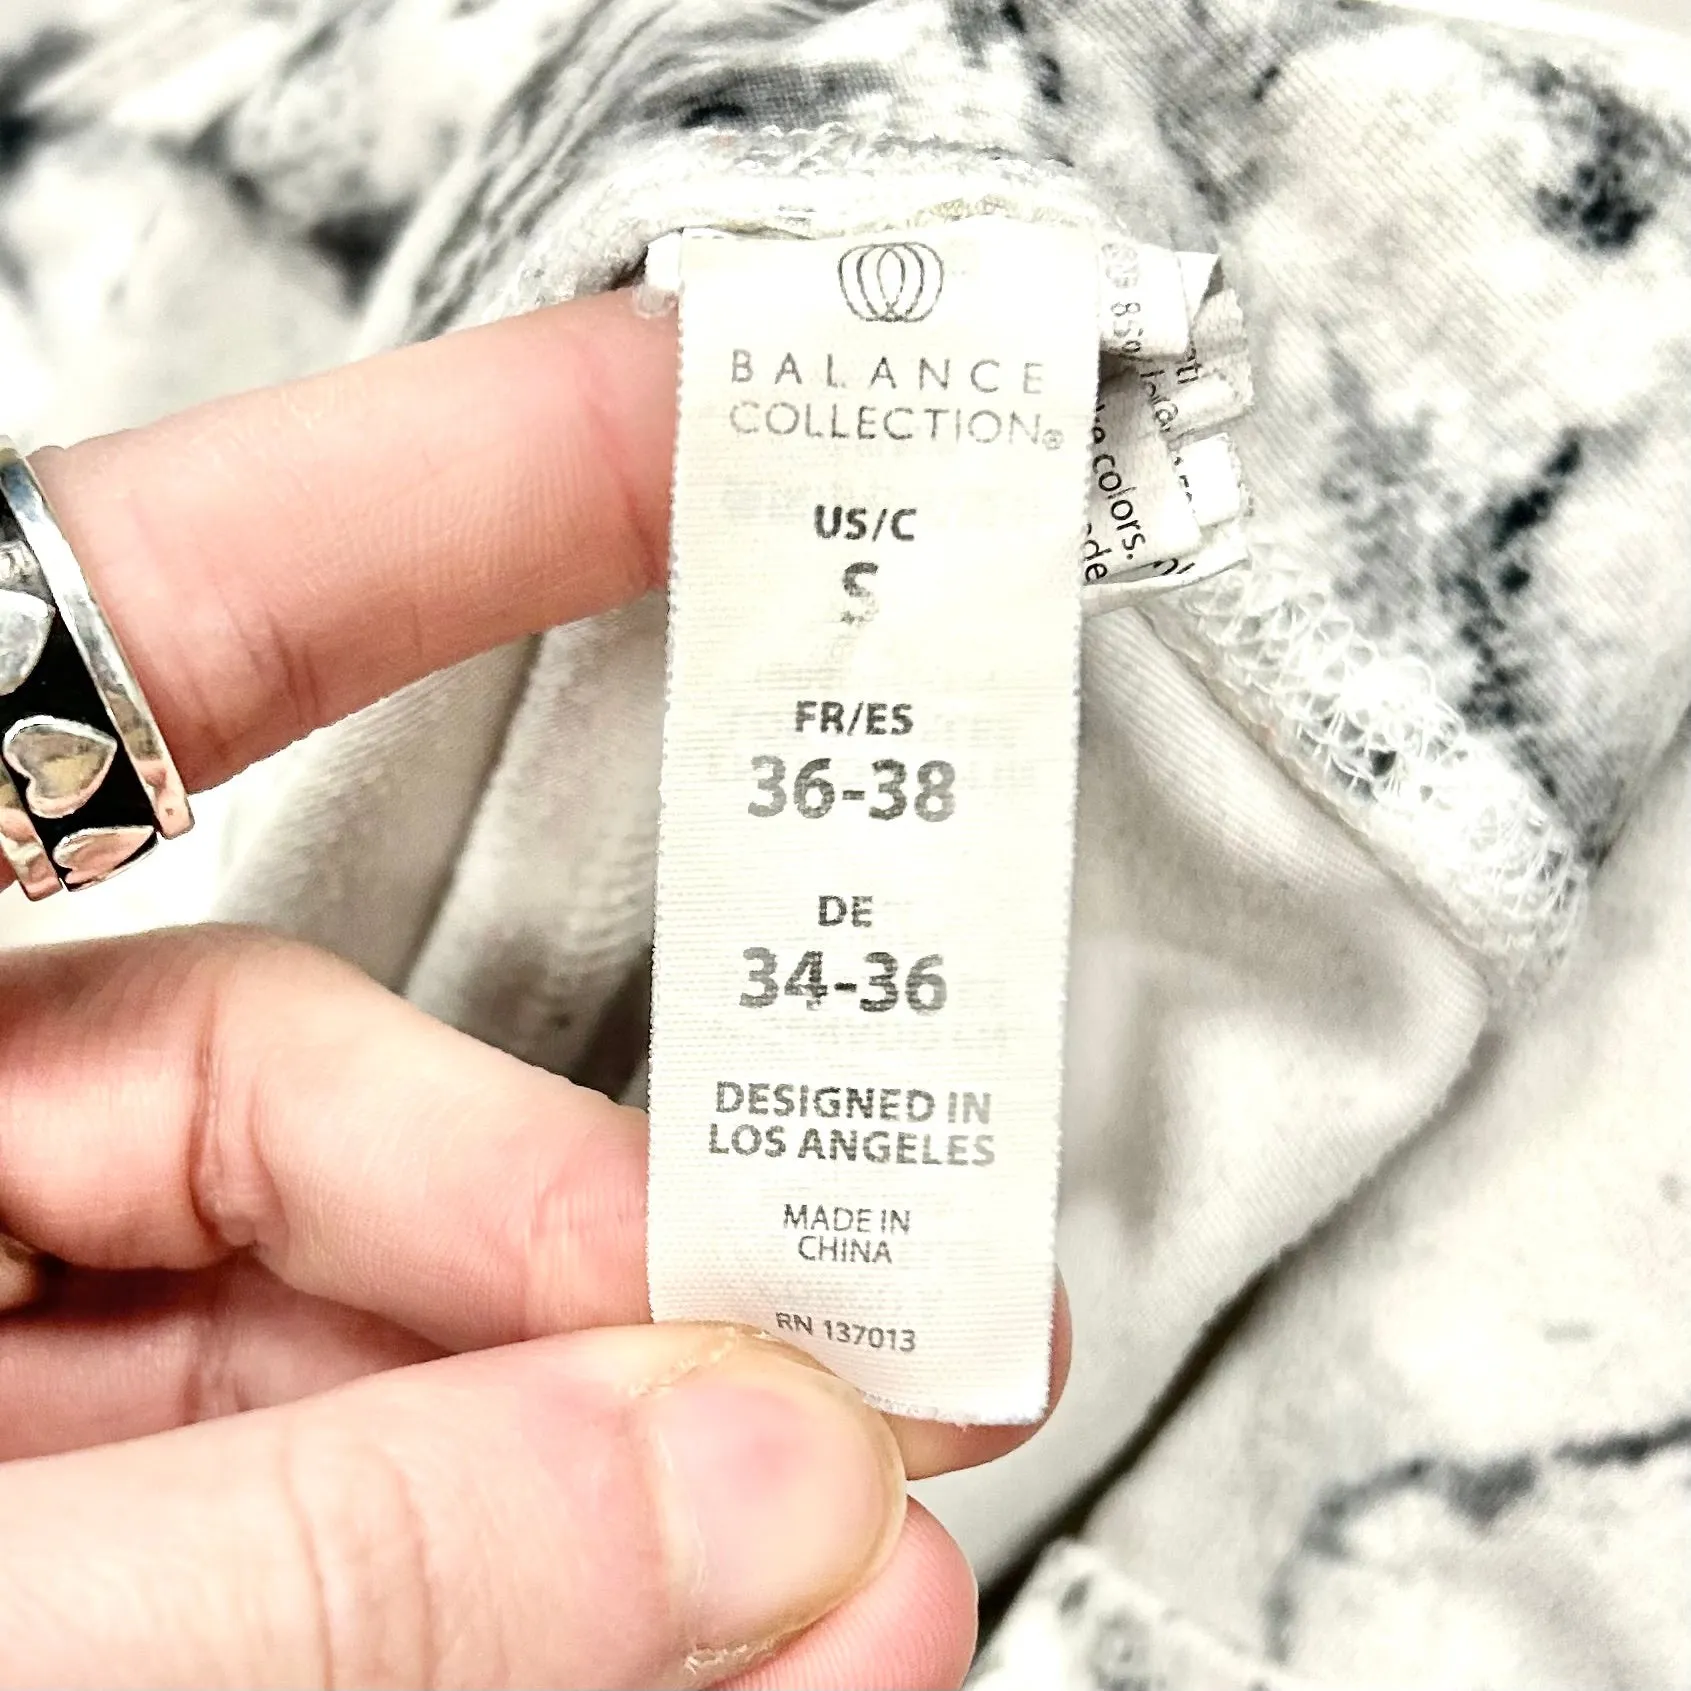 BALANCE
COLLECTION®
US/C
S
FR/ES
36-38
DE
34-36
DESIGNED IN
LOS ANGELES
MADE IN
CHINA
RN 137013
colors.